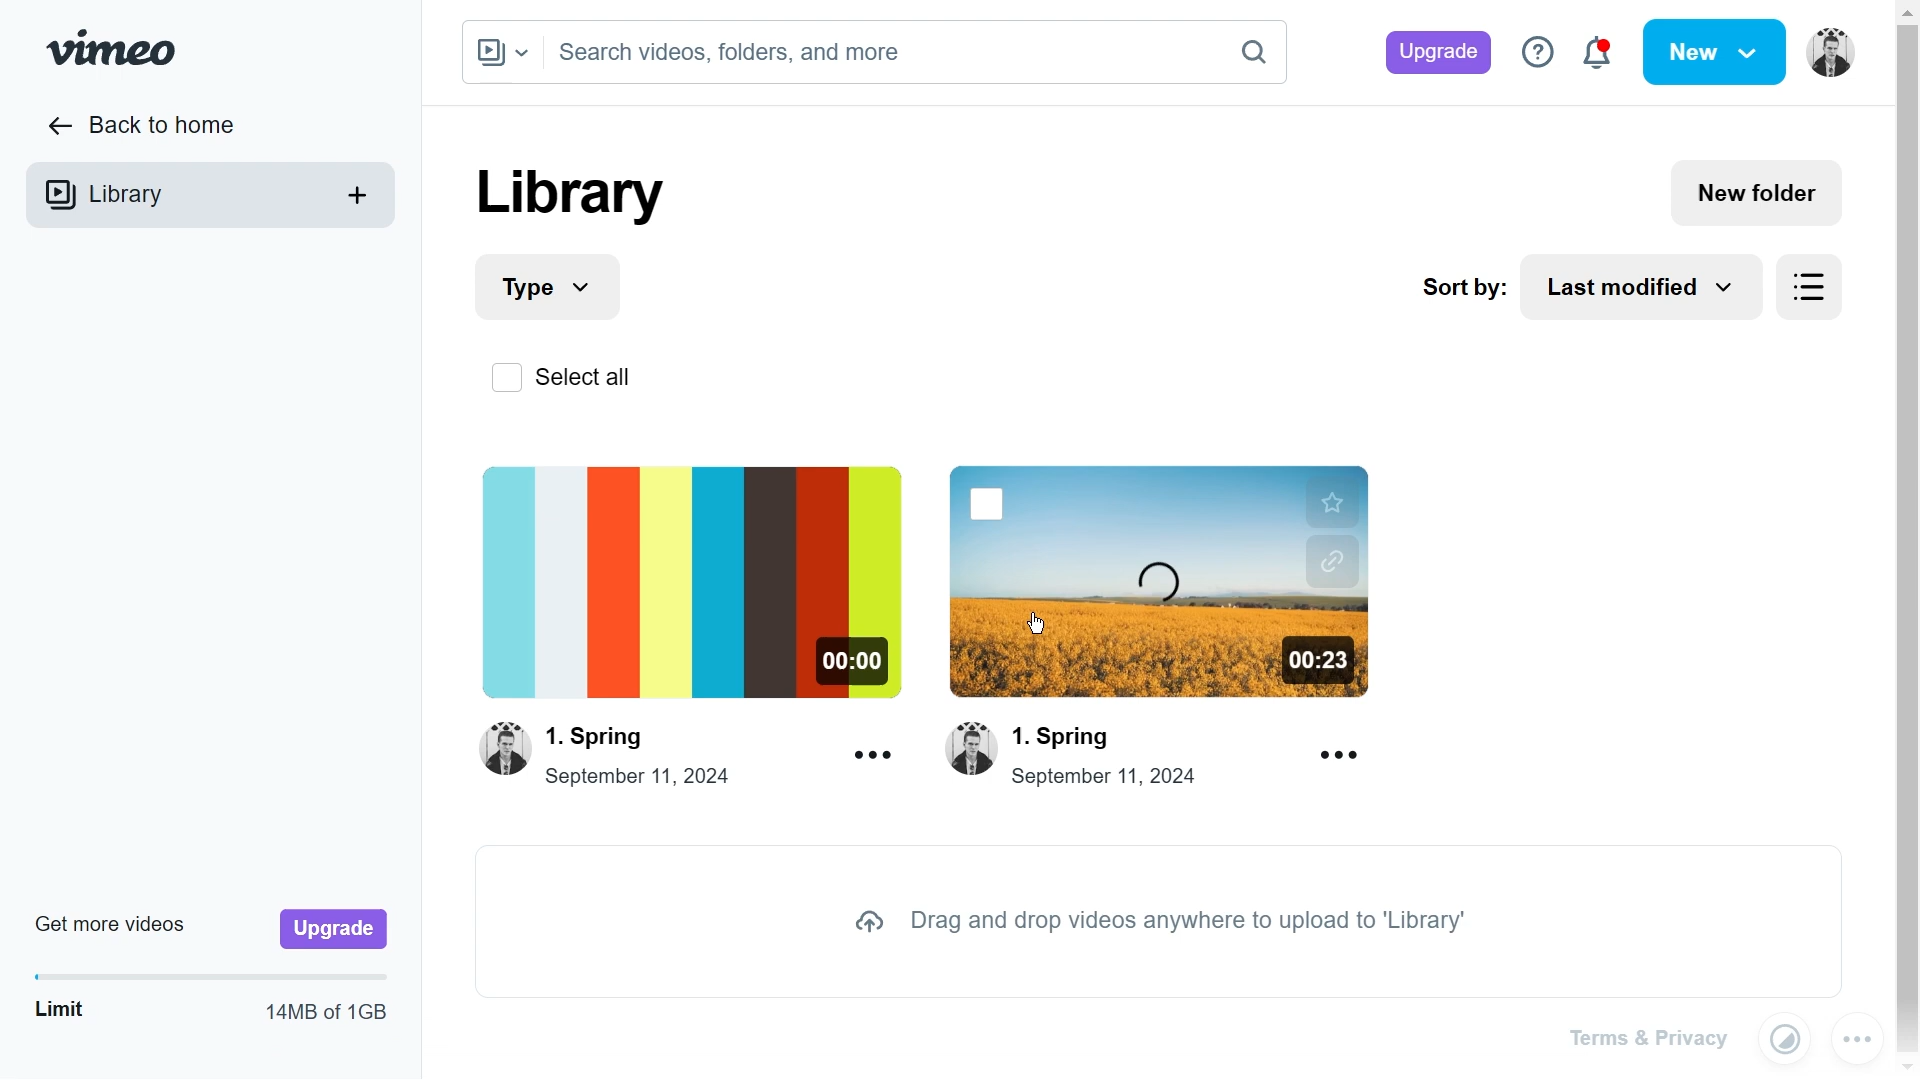 vimeo
Back to home
Library
Get more videos
Upgrade
Limit
14MB of 1GB
Search videos, folders, and more
Upgrade
New
Library
New folder
Type
Sort by:
Last modified
Select all
00:00
00:23
1. Spring
September 11, 2024
1. Spring
September 11, 2024
Drag and drop videos anywhere to upload to 'Library'
Terms & Privacy